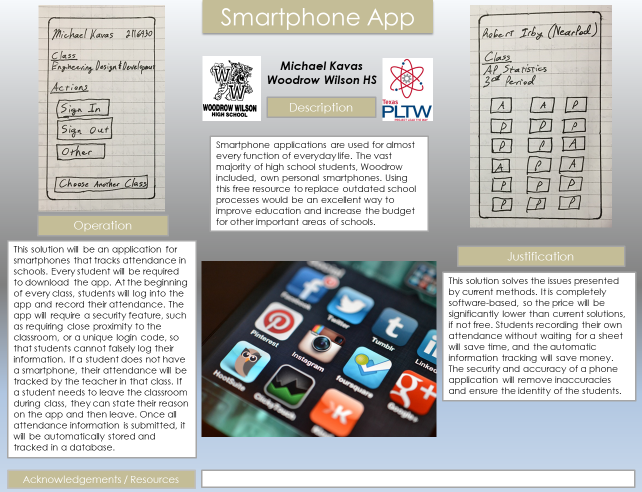 Smartphone App
Michael Kavas 2116930
Class
Engineering Design & Development
Actions
Sign In
Sign Out
Other
Choose Another Class
WOODROW WILSON
HIGH SCHOOL
Michael Kavas
Woodrow Wilson HS
Texas
PLTW
Description
Smartphone applications are used for almost
every function of everyday life. The vast
majority of high school students, Woodrow
included, own personal smartphones. Using
this free resource to replace outdated school
processes would be an excellent way to
improve education and increase the budget
for other important areas of schools.
Robert Irby (NearPod)
Class
AP Statistics
3rd Period
A A P
P P P
P P A
A P A
P P P
P P P
Operation
This solution will be an application for
smartphones that tracks attendance in
schools. Every student will be required
to download the app. At the beginning
of every class, students will log into the
app and record their attendance. The
app will require a security feature, such
as requiring close proximity to the
classroom, or a unique login code, so
that students cannot falsely log their
information. If a student does not have
a smartphone, their attendance will be
tracked by the teacher in that class. If
a student needs to leave the classroom
during class, they can state their reason
on the app and then leave. Once all
attendance information is submitted, it
will be automatically stored and
tracked in a database.
Facebook
Twitter
Tumblr
Pinterest
Instagram
Linked
HootSuite
foursquare
Google+
Justification
This solution solves the issues presented
by current methods. It is completely
software-based, so the price will be
significantly lower than current solutions,
if not free. Students recording their own
attendance without waiting for a sheet
will save time, and the automatic
information tracking will save money.
The security and accuracy of a phone
application will remove inaccuracies
and ensure the identity of the students.
Acknowledgements / Resources